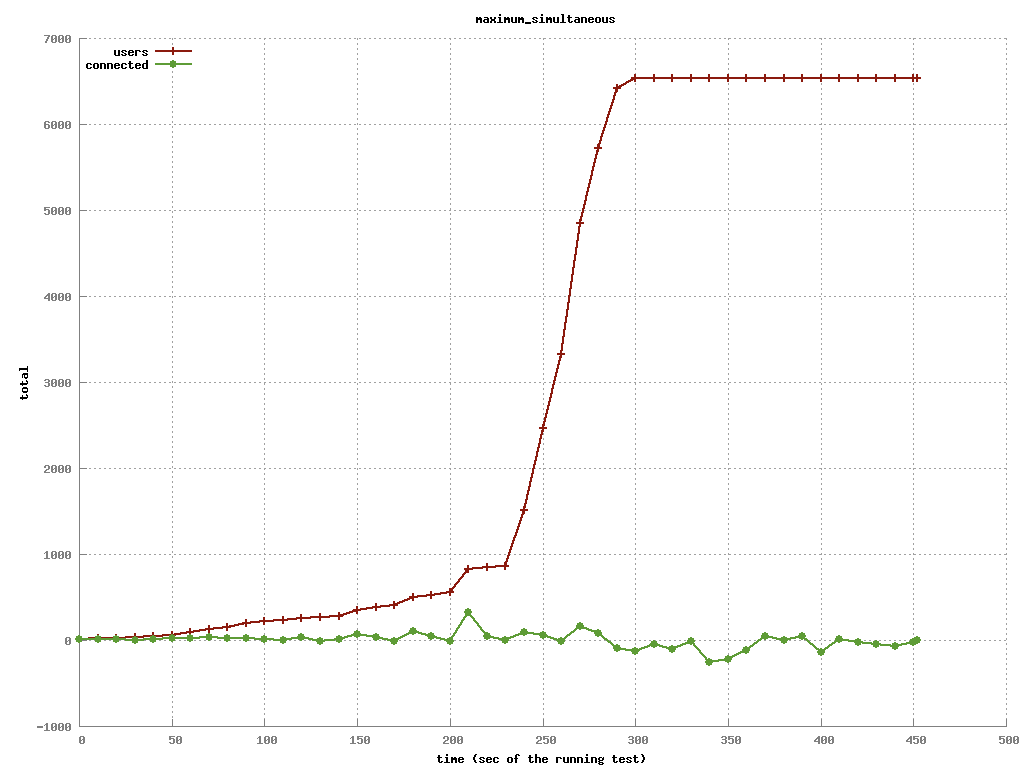 maximum_simultaneous
7000
users
connected
6000
5000
4000
3000
2000
1000
0
-1000
total
0 50 100 150 200 250 300 350 400 450 500
time (sec of the running test)